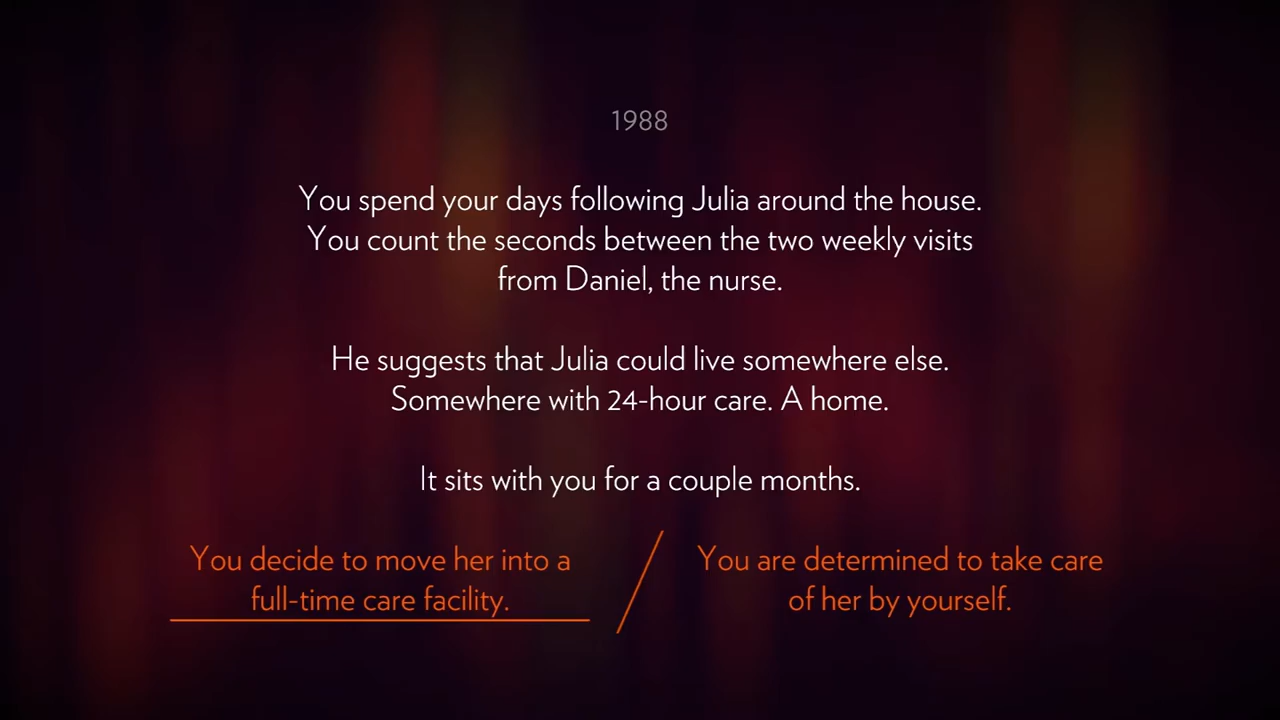 1988
You spend your days following Julia around the house.
You count the seconds between the two weekly visits
from Daniel, the nurse.
He suggests that Julia could live somewhere else.
Somewhere with 24-hour care. A home.
It sits with you for a couple months.
You decide to move her into a
full-time care facility.
You are determined to take care
of her by yourself.